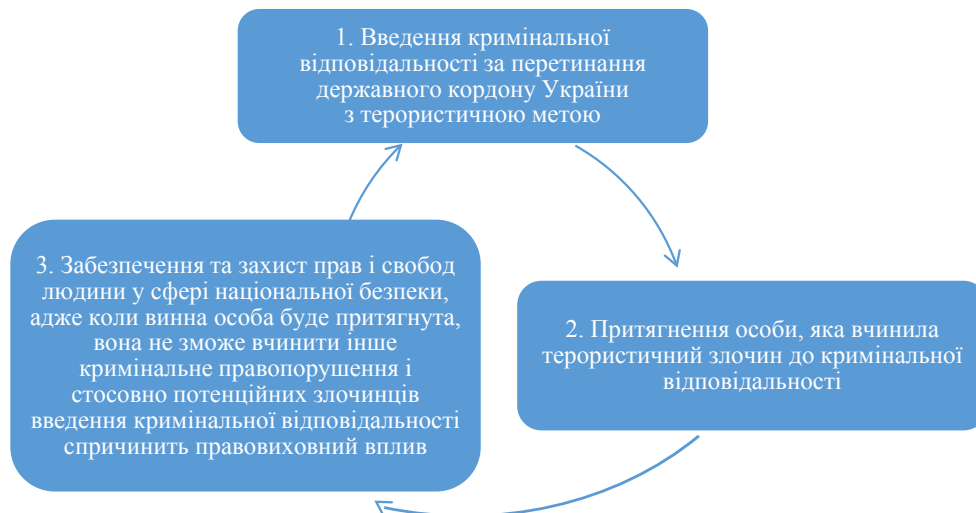 1. Введення кримінальної
відповідальності за перетинання
державного кордону України
з терористичною метою
2. Притягнення особи, яка вчинила
терористичний злочин до кримінальної
відповідальності
3. Забезпечення та захист прав і свобод
людини у сфері національної безпеки,
адже коли винна особа буде притягнута,
вона не зможе вчинити інше
кримінальне правопорушення і
стосовно потенційних злочинців
введення кримінальної відповідальності
спричинить правовиховний вплив